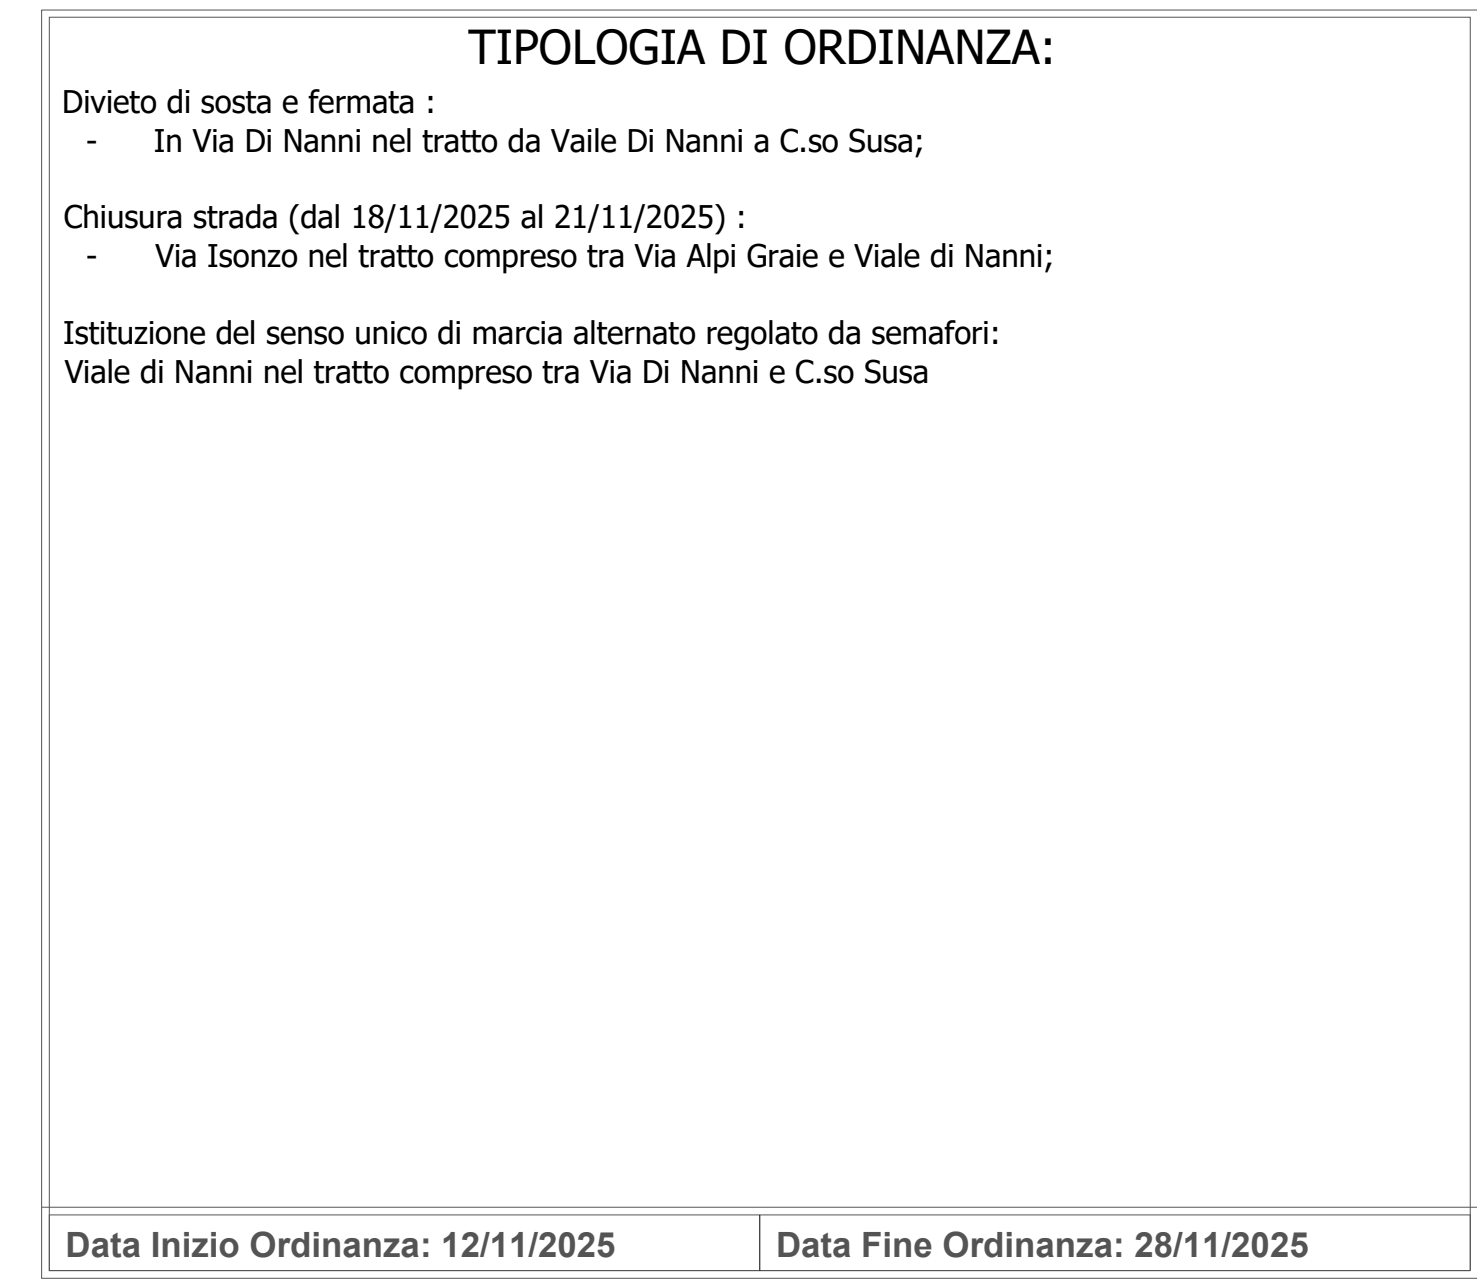 TIPOLOGIA DI ORDINANZA:
Divieto di sosta e fermata :
- In Via Di Nanni nel tratto da Vaile Di Nanni a C.so Susa;
Chiusura strada (dal 18/11/2025 al 21/11/2025) :
- Via Isonzo nel tratto compreso tra Via Alpi Graie e Viale di Nanni;
Istituzione del senso unico di marcia alternato regolato da semafori:
Viale di Nanni nel tratto compreso tra Via Di Nanni e C.so Susa
Data Inizio Ordinanza: 12/11/2025
Data Fine Ordinanza: 28/11/2025